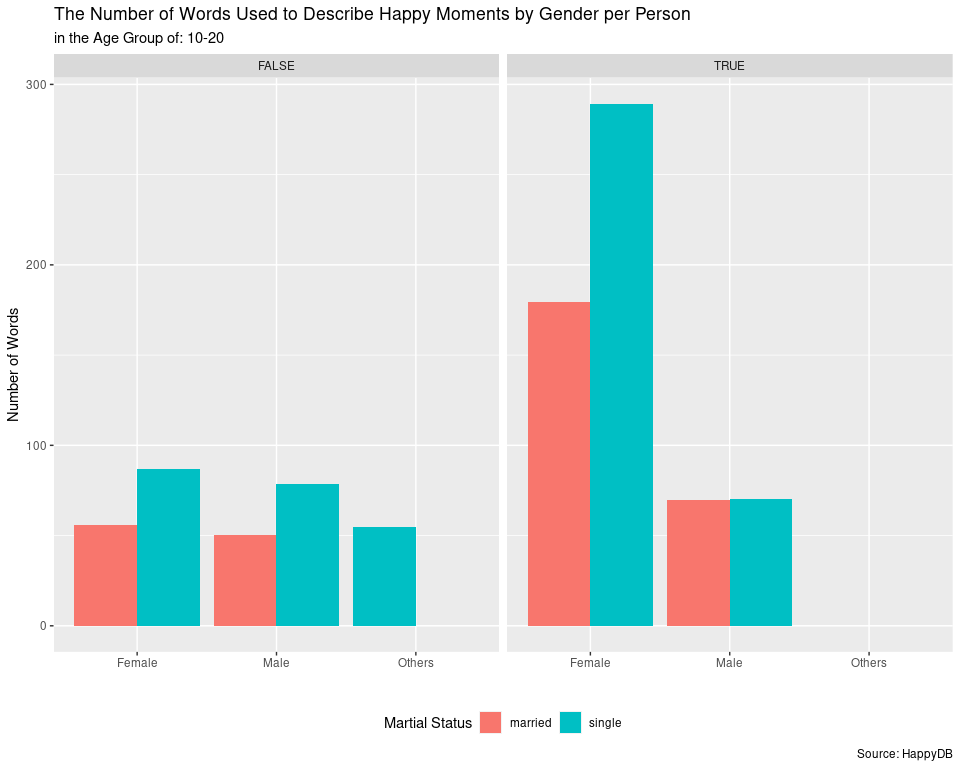 The Number of Words Used to Describe Happy Moments by Gender per Person
in the Age Group of: 10-20
FALSE
TRUE
300
200
100
0
Number of Words
Female
Male
Others
Female
Male
Others
Martial Status
married
single
Source: HappyDB